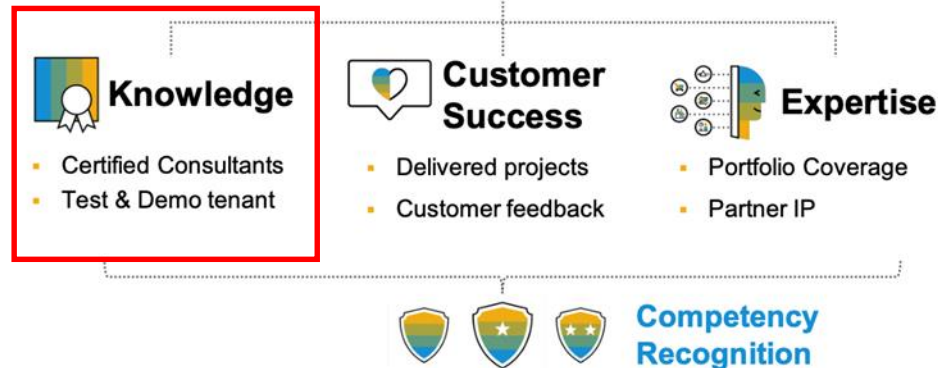 Knowledge
▪ Certified Consultants
▪ Test & Demo tenant
Customer
Success
▪ Delivered projects
▪ Customer feedback
Expertise
▪ Portfolio Coverage
▪ Partner IP
Competency
Recognition